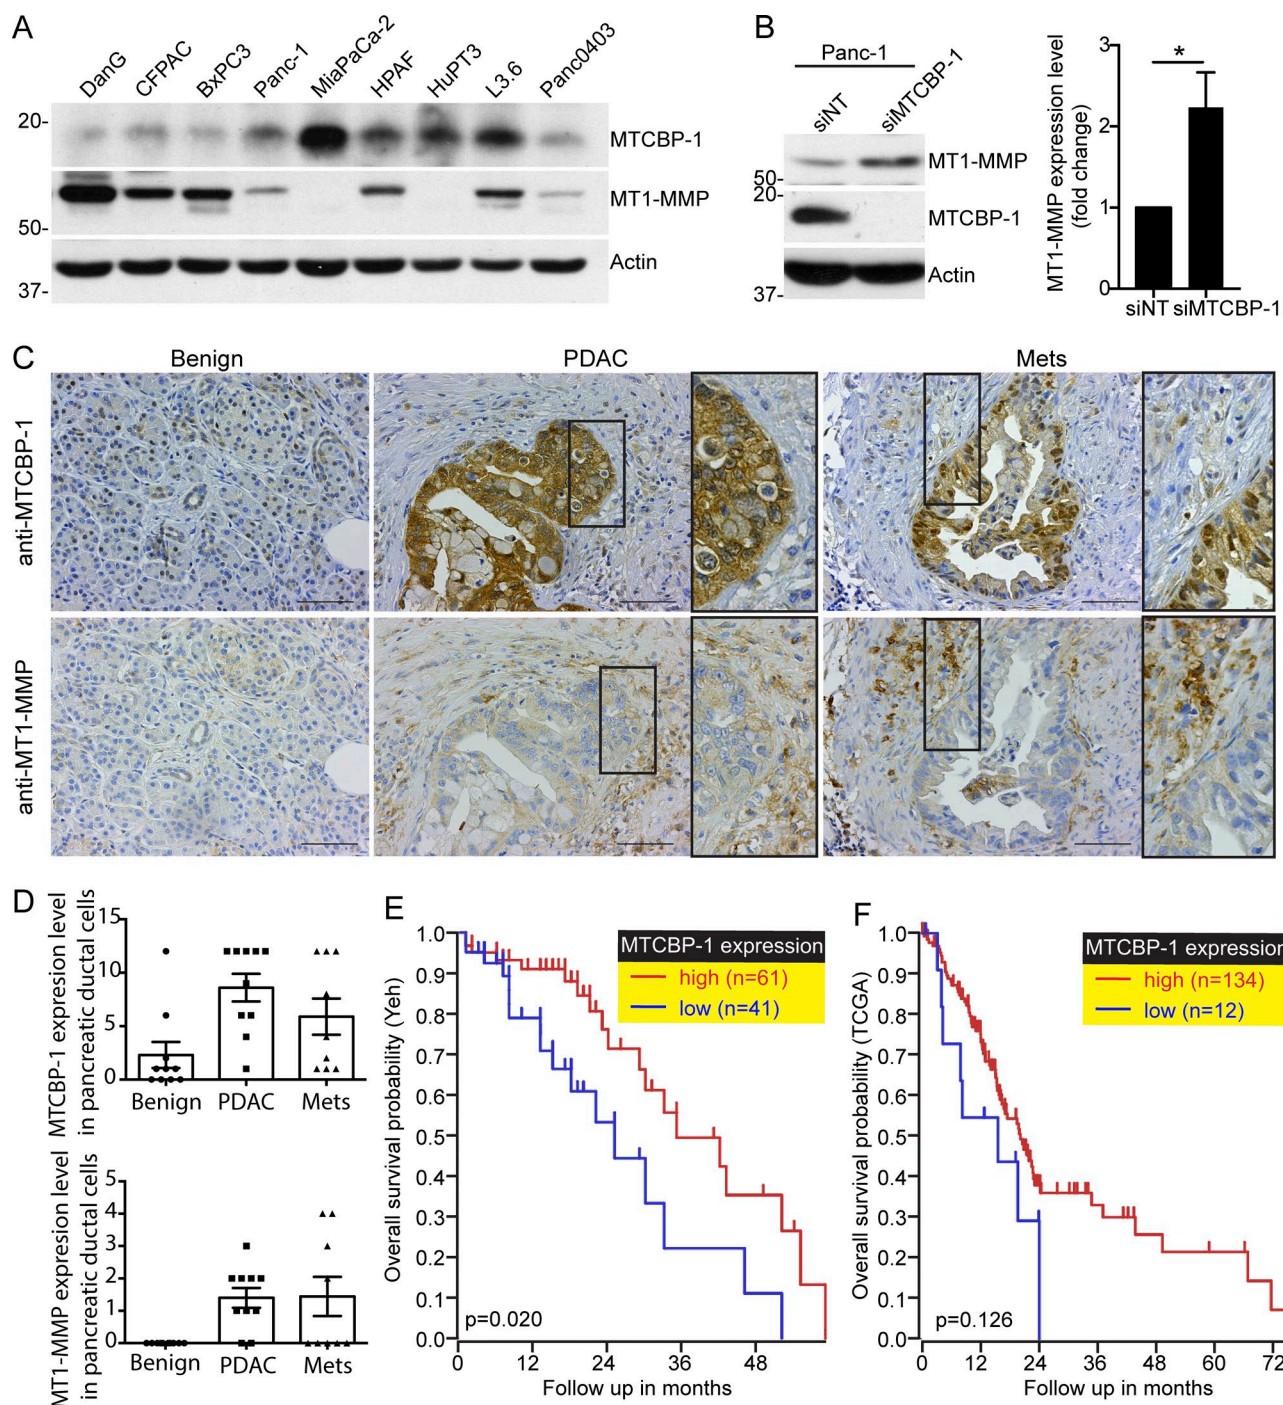 A
DanG
CFPAC
BxPC3
Panc-1
MiaPaCa-2
HPAF
HuPT3
L3.6
Panc0403
20-
MTCBP-1
MT1-MMP
50-
Actin
37-
B
Panc-1
siNT
siMTCBP-1
MT1-MMP
50-
20-
MTCBP-1
Actin
37-
MT1-MMP expression level
(fold change)
3
2
1
0
*
siNT siMTCBP-1
C
Benign
PDAC
Mets
anti-MTCBP-1
anti-MT1-MMP
D
MTCBP-1 expression level
in pancreatic ductal cells
15
10
5
0
Benign PDAC Mets
MT1-MMP expresion level
in pancreatic ductal cells
5
4
3
2
1
0
Benign PDAC Mets
E
Overall survival probability (Yeh)
1.0
0.9
0.8
0.7
0.6
0.5
0.4
0.3
0.2
0.1
0.0
MTCBP-1 expression
high (n=61)
low (n=41)
p=0.020
0 12 24 36 48
Follow up in months
F
Overall survival probability (TCGA)
1.0
0.9
0.8
0.7
0.6
0.5
0.4
0.3
0.2
0.1
0.0
MTCBP-1 expression
high (n=134)
low (n=12)
p=0.126
0 12 24 36 48 60 72
Follow up in months